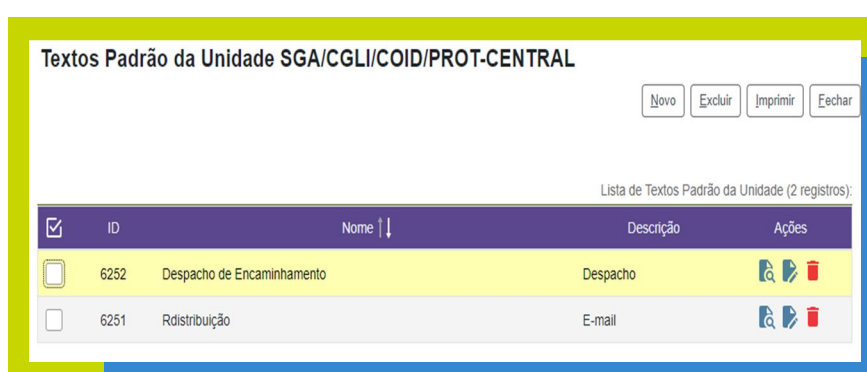 Textos Padrão da Unidade SGA/CGLI/COID/PROT-CENTRAL
Novo Excluir Imprimir Fechar
Lista de Textos Padrão da Unidade (2 registros):
ID Nome Descrição Ações
6252 Despacho de Encaminhamento Despacho
6251 Rdistribuição E-mail